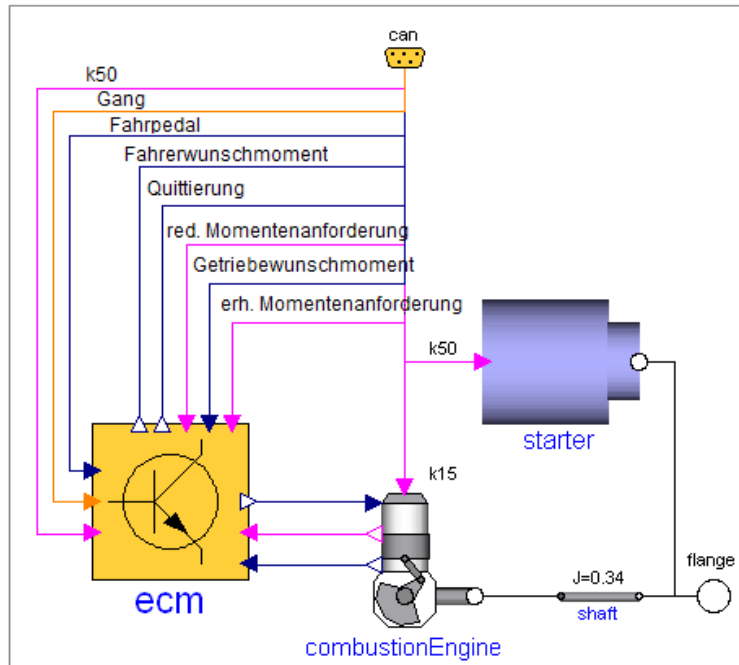 can
k50
Gang
Fahrpedal
Fahrerwunschmoment
Quittierung
red. Momentenanforderung
Getriebewunschmoment
erh. Momentenanforderung
k50
starter
k15
ecm
combustionEngine
J=0.34
shaft
flange